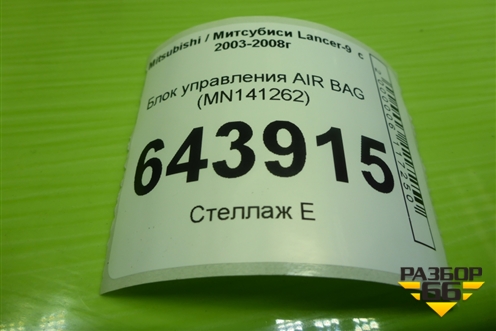 Mitsubishi / Митсубиси Lancer-9 с
2003-2008г
Блок управления AIR BAG
(MN141262)
643915
Стеллаж Е
РАЗБОР
66